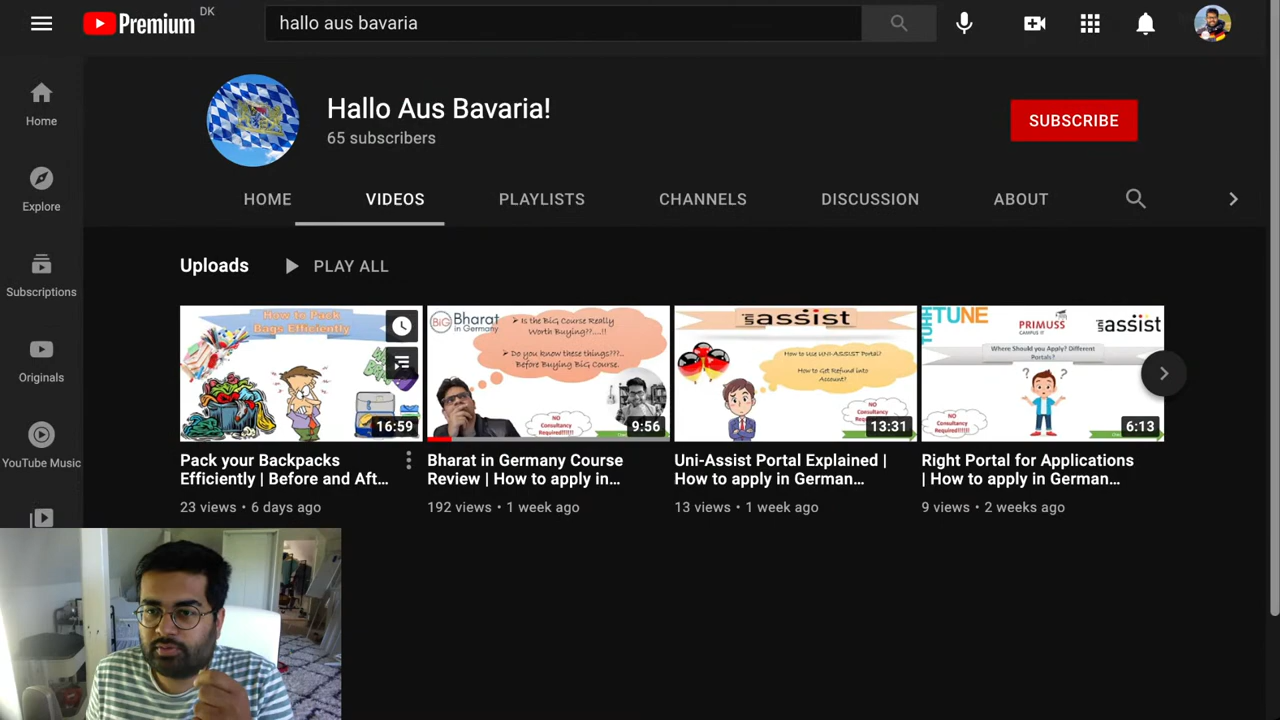 Premium DK
hallo aus bavaria
Home
Explore
Subscriptions
Originals
YouTube Music
Hallo Aus Bavaria!
65 subscribers
SUBSCRIBE
HOME VIDEOS PLAYLISTS CHANNELS DISCUSSION ABOUT
Uploads PLAY ALL
How to Pack
Bags Efficiently
16:59
Pack your Backpacks
Efficiently | Before and Aft...
23 views • 6 days ago
BiG Bharat
in Germany
Is the BiG Course Really
Worth Buying??....!!
Do you know these things???...
Before Buying BiG Course.
NO
Consultancy
Required!!!!!!
9:56
Bharat in Germany Course
Review | How to apply in...
192 views • 1 week ago
uni assist
How to Use UNI-ASSIST Portal?
How to Get Refund into
Account?
NO
Consultancy
Required!!!!!!
13:31
Uni-Assist Portal Explained |
How to apply in German...
13 views • 1 week ago
TUNE
PRIMUSS
CAMPUS IT
uni assist
Where Should you Apply? Different
Portals?
NO
Consultancy
Required!!!!!!
6:13
Right Portal for Applications
| How to apply in German...
9 views • 2 weeks ago